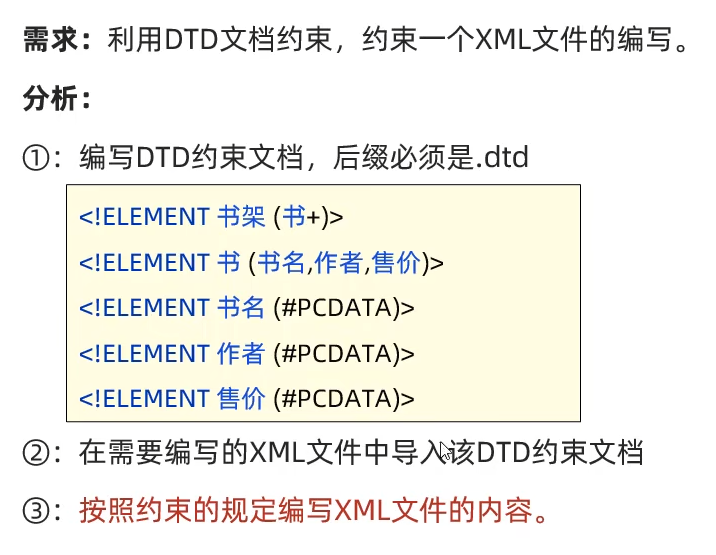 需求：利用DTD文档约束，约束一个XML文件的编写。
分析：
①：编写DTD约束文档，后缀必须是.dtd
<!ELEMENT 书架 (书+)>
<!ELEMENT 书 (书名,作者,售价)>
<!ELEMENT 书名 (#PCDATA)>
<!ELEMENT 作者 (#PCDATA)>
<!ELEMENT 售价 (#PCDATA)>
②：在需要编写的XML文件中导入该DTD约束文档
③：按照约束的规定编写XML文件的内容。